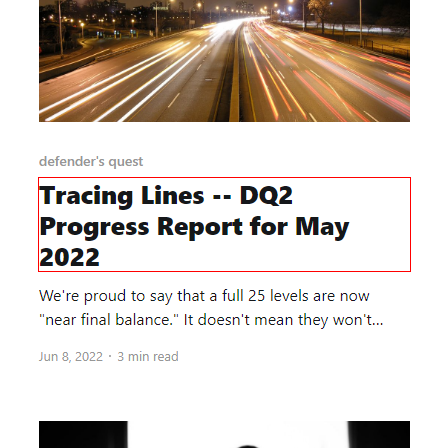 defender's quest
Tracing Lines -- DQ2
Progress Report for May
2022
We're proud to say that a full 25 levels are now
"near final balance." It doesn't mean they won't...
Jun 8, 2022 · 3 min read